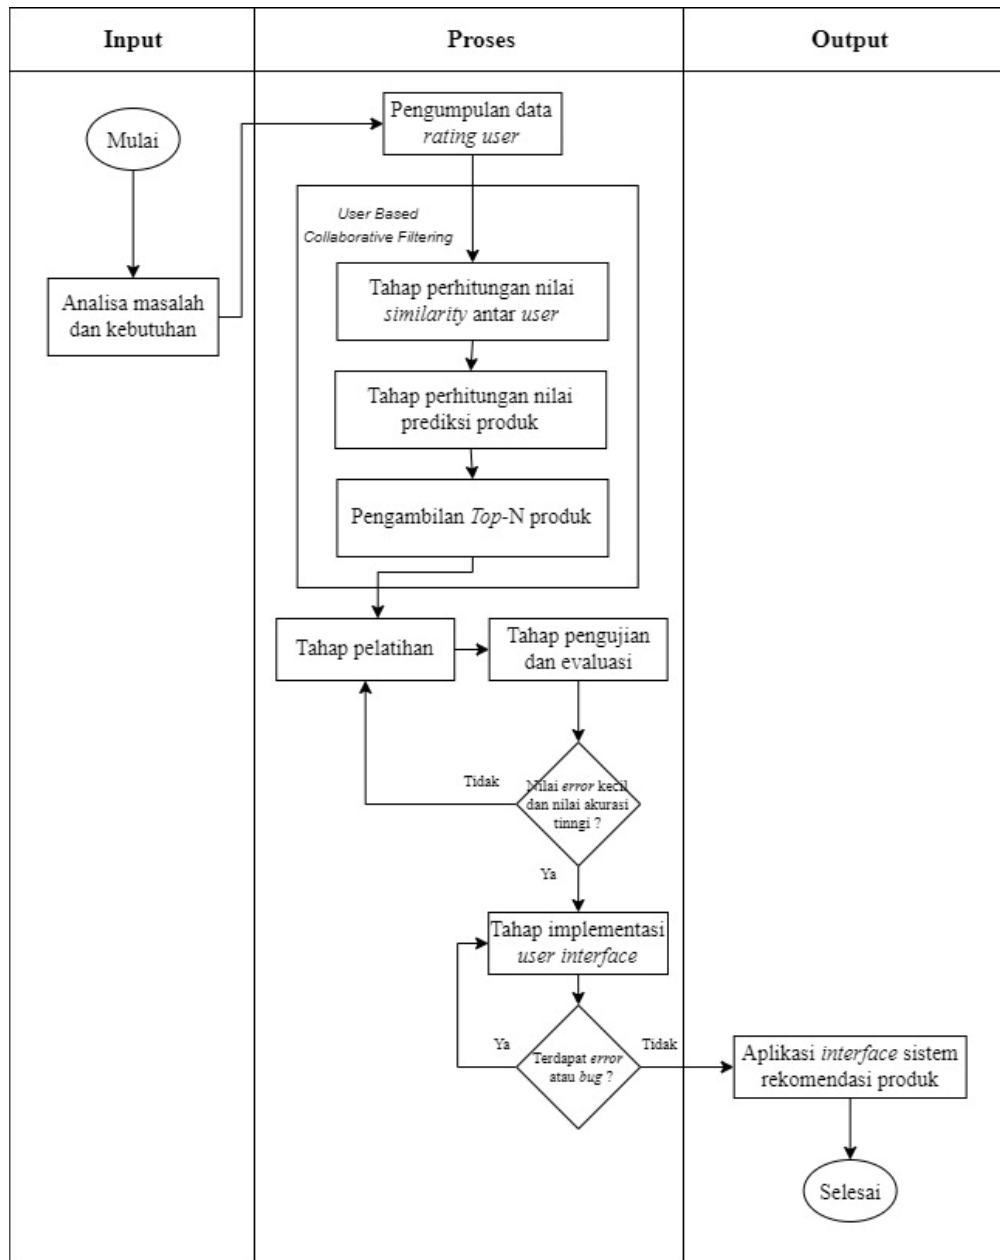 Input
Proses
Output
Mulai
Analisa masalah
dan kebutuhan
Pengumpulan data
rating user
User Based
Collaborative Filtering
Tahap perhitungan nilai
similarity antar user
Tahap perhitungan nilai
prediksi produk
Pengambilan Top-N produk
Tahap pelatihan
Tahap pengujian
dan evaluasi
Tidak
Nilai error kecil
dan nilai akurasi
tinngi ?
Ya
Tahap implementasi
user interface
Ya
Terdapat error
atau bug ?
Tidak
Aplikasi interface sistem
rekomendasi produk
Selesai